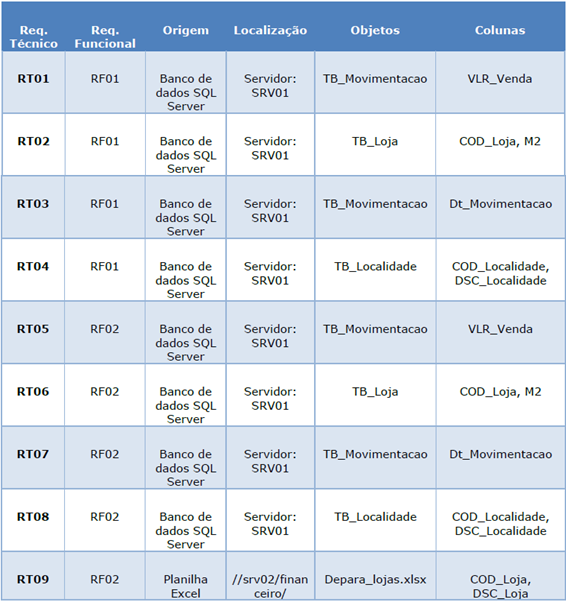 Req. Técnico | Req. Funcional | Origem | Localização | Objetos | Colunas
RT01 | RF01 | Banco de dados SQL Server | Servidor: SRV01 | TB_Movimentacao | VLR_Venda
RT02 | RF01 | Banco de dados SQL Server | Servidor: SRV01 | TB_Loja | COD_Loja, M2
RT03 | RF01 | Banco de dados SQL Server | Servidor: SRV01 | TB_Movimentacao | Dt_Movimentacao
RT04 | RF01 | Banco de dados SQL Server | Servidor: SRV01 | TB_Localidade | COD_Localidade, DSC_Localidade
RT05 | RF02 | Banco de dados SQL Server | Servidor: SRV01 | TB_Movimentacao | VLR_Venda
RT06 | RF02 | Banco de dados SQL Server | Servidor: SRV01 | TB_Loja | COD_Loja, M2
RT07 | RF02 | Banco de dados SQL Server | Servidor: SRV01 | TB_Movimentacao | Dt_Movimentacao
RT08 | RF02 | Banco de dados SQL Server | Servidor: SRV01 | TB_Localidade | COD_Localidade, DSC_Localidade
RT09 | RF02 | Planilha Excel | //srv02/financeiro/ | Depara_lojas.xlsx | COD_Loja, DSC_Loja